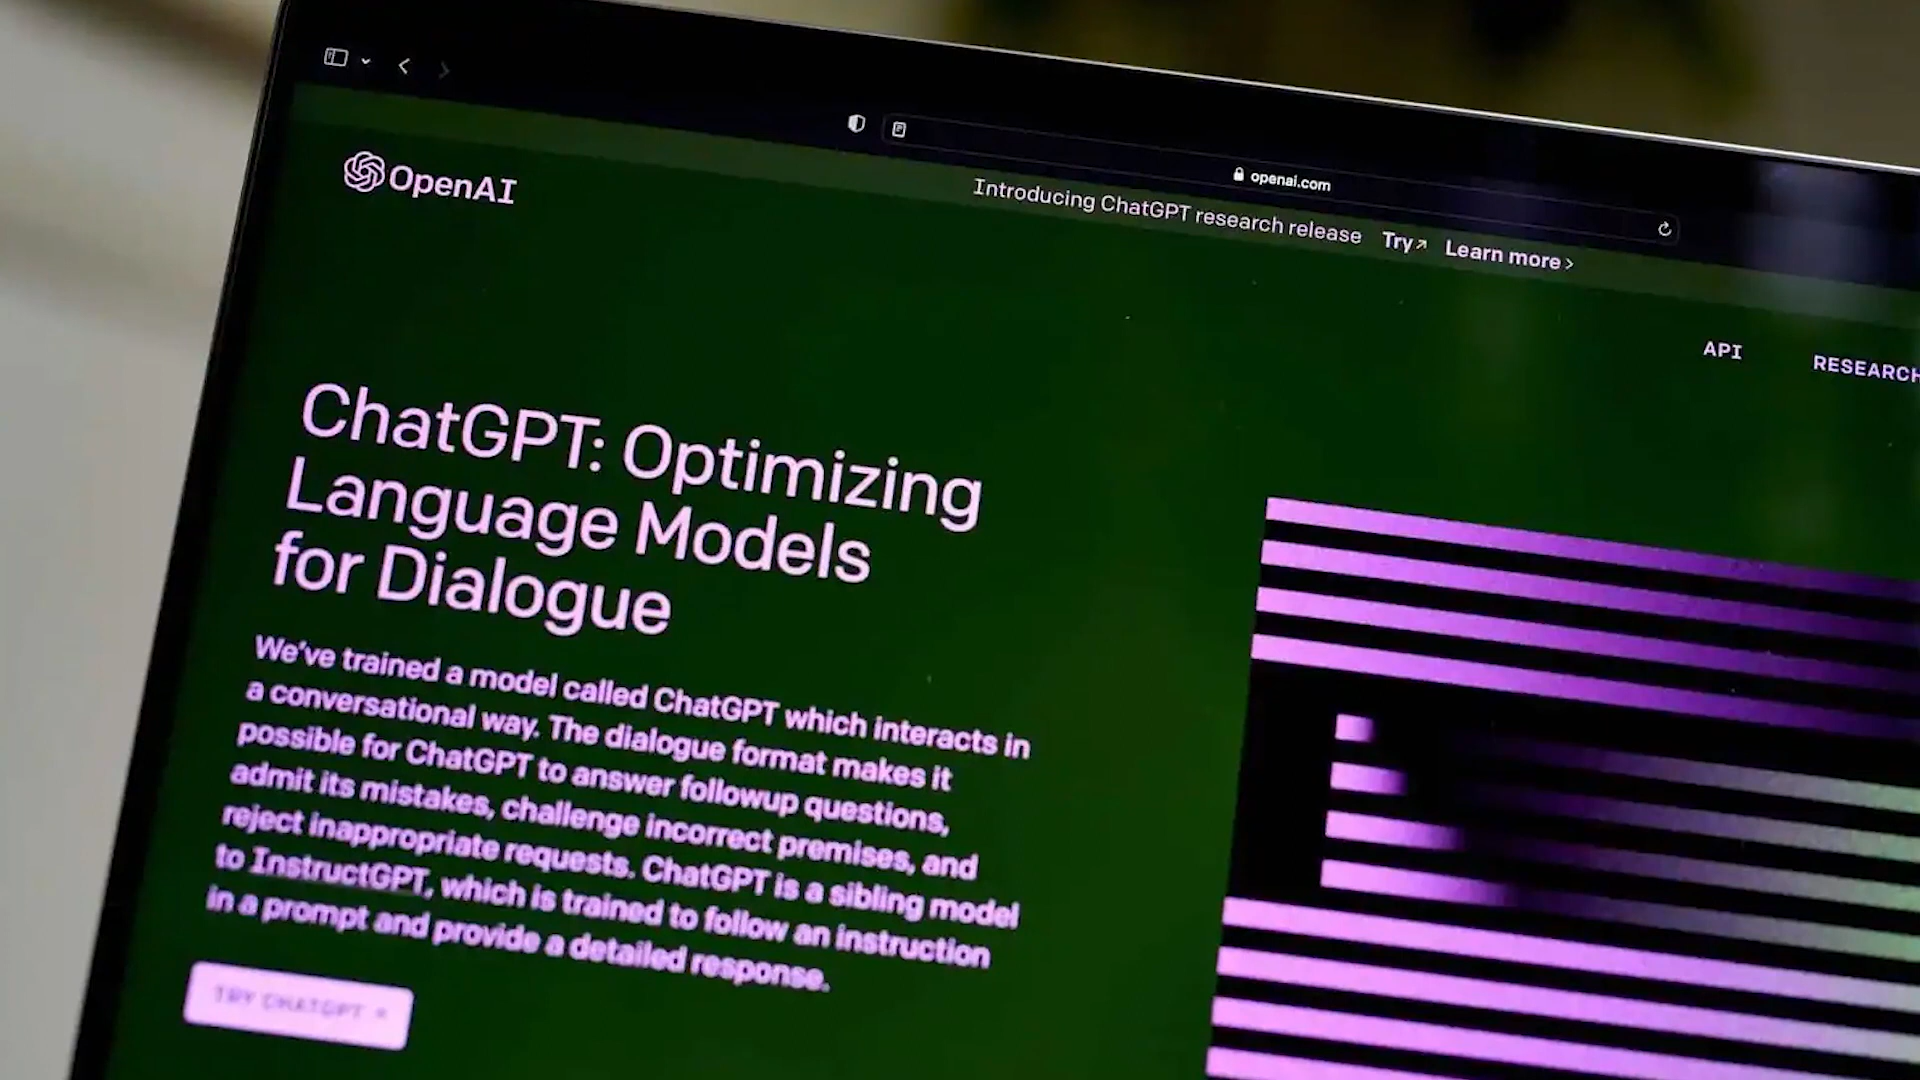 openai.com
OpenAI
Introducing ChatGPT research release Try↗ Learn more >
API RESEARCH
ChatGPT: Optimizing
Language Models
for Dialogue
We've trained a model called ChatGPT which interacts in
a conversational way. The dialogue format makes it
possible for ChatGPT to answer followup questions,
admit its mistakes, challenge incorrect premises, and
reject inappropriate requests. ChatGPT is a sibling model
to InstructGPT, which is trained to follow an instruction
in a prompt and provide a detailed response.
TRY CHATGPT ↗